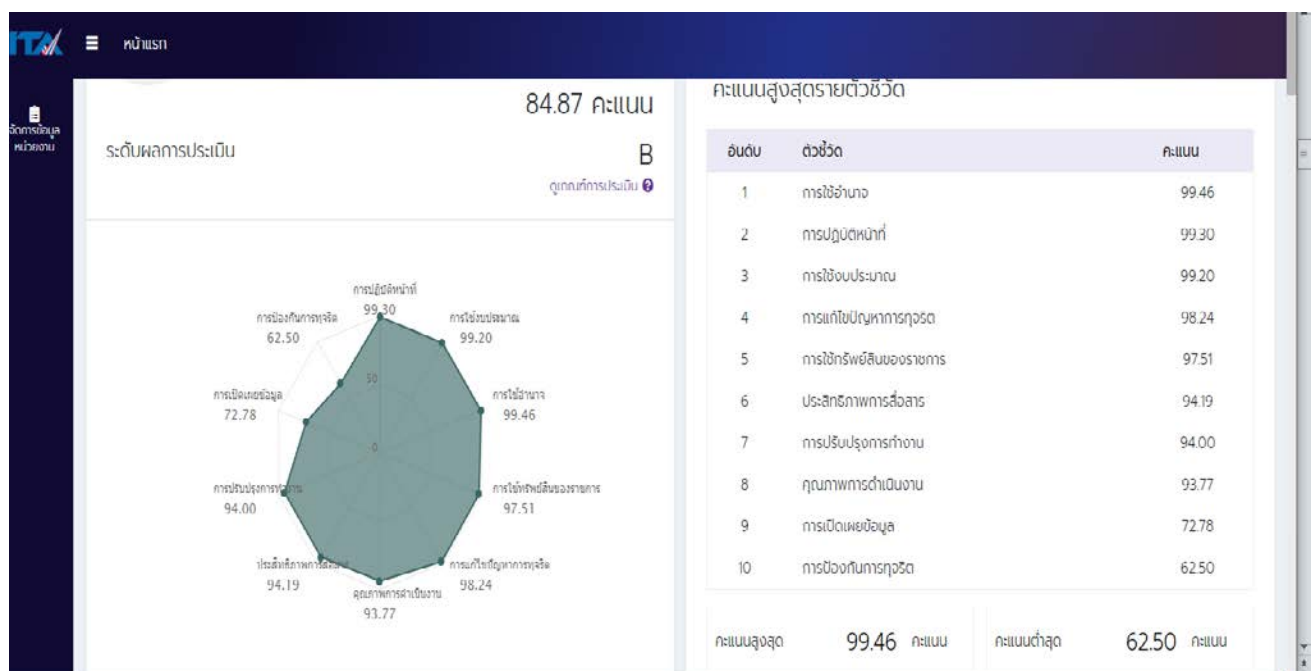 ITA
หน้าแรก
จัดการข้อมูล
หน่วยงาน
84.87 คะแนน
ระดับผลการประเมิน
B
ดูเกณฑ์การประเมิน
การปฏิบัติหน้าที่
99.30
การใช้งบประมาณ
99.20
การใช้อำนาจ
99.46
การใช้ทรัพย์สินของราชการ
97.51
การแก้ไขปัญหาการทุจริต
98.24
คุณภาพการดำเนินงาน
93.77
ประสิทธิภาพการสื่อสาร
94.19
การปรับปรุงการทำงาน
94.00
การเปิดเผยข้อมูล
72.78
การป้องกันการทุจริต
62.50
50
0
คะแนนสูงสุดรายตัวชี้วัด
อันดับ ตัวชี้วัด คะแนน
1 การใช้อำนาจ 99.46
2 การปฏิบัติหน้าที่ 99.30
3 การใช้งบประมาณ 99.20
4 การแก้ไขปัญหาการทุจริต 98.24
5 การใช้ทรัพย์สินของราชการ 97.51
6 ประสิทธิภาพการสื่อสาร 94.19
7 การปรับปรุงการทำงาน 94.00
8 คุณภาพการดำเนินงาน 93.77
9 การเปิดเผยข้อมูล 72.78
10 การป้องกันการทุจริต 62.50
คะแนนสูงสุด 99.46 คะแนน
คะแนนต่ำสุด 62.50 คะแนน